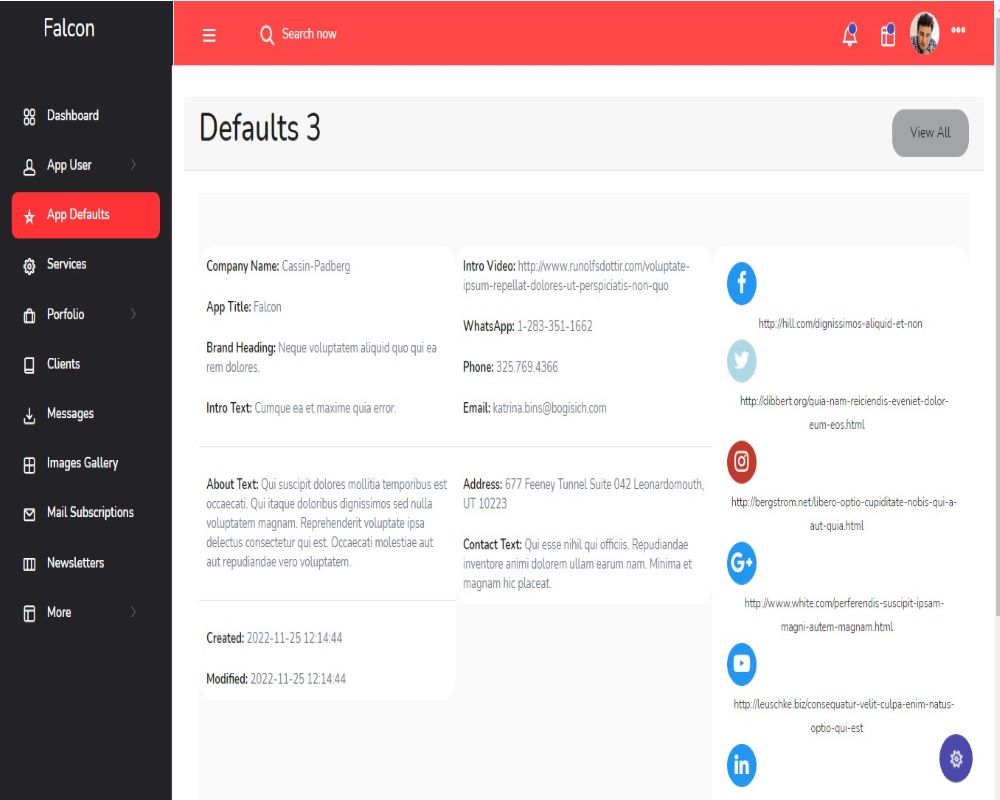 Falcon
Search now
Dashboard
App User
App Defaults
Services
Porfolio
Clients
Messages
Images Gallery
Mail Subscriptions
Newsletters
More
Defaults 3
View All
Company Name: Cassin-Padberg
App Title: Falcon
Brand Heading: Neque voluptatem aliquid quo qui ea
rem dolores.
Intro Text: Cumque ea et maxime quia error.
About Text: Qui suscipit dolores mollitia temporibus est
occaecati. Qui itaque doloribus dignissimos sed nulla
voluptatem magnam. Reprehenderit voluptate ipsa
delectus consectetur qui est. Occaecati molestiae aut
aut repudiandae vero voluptatem.
Created: 2022-11-25 12:14:44
Modified: 2022-11-25 12:14:44
Intro Video: http://www.runolfsdottir.com/voluptate-
ipsum-repellat-dolores-ut-perspiciatis-non-quo
WhatsApp: 1-283-351-1662
Phone: 325.769.4366
Email: katrina.bins@bogisich.com
Address: 677 Feeney Tunnel Suite 042 Leonardomouth,
UT 10223
Contact Text: Qui esse nihil qui officiis. Repudiandae
inventore animi dolorem ullam earum nam. Minima et
magnam hic placeat.
http://hill.com/dignissimos-aliquid-et-non
http://dibbert.org/quia-nam-reiciendis-eveniet-dolor-
eum-eos.html
http://bergstrom.net/libero-optio-cupiditate-nobis-qui-a-
aut-quia.html
G+
http://www.white.com/perferendis-suscipit-ipsam-
magni-autem-magnam.html
http://leuschke.biz/consequatur-velit-culpa-enim-natus-
optio-qui-est
in